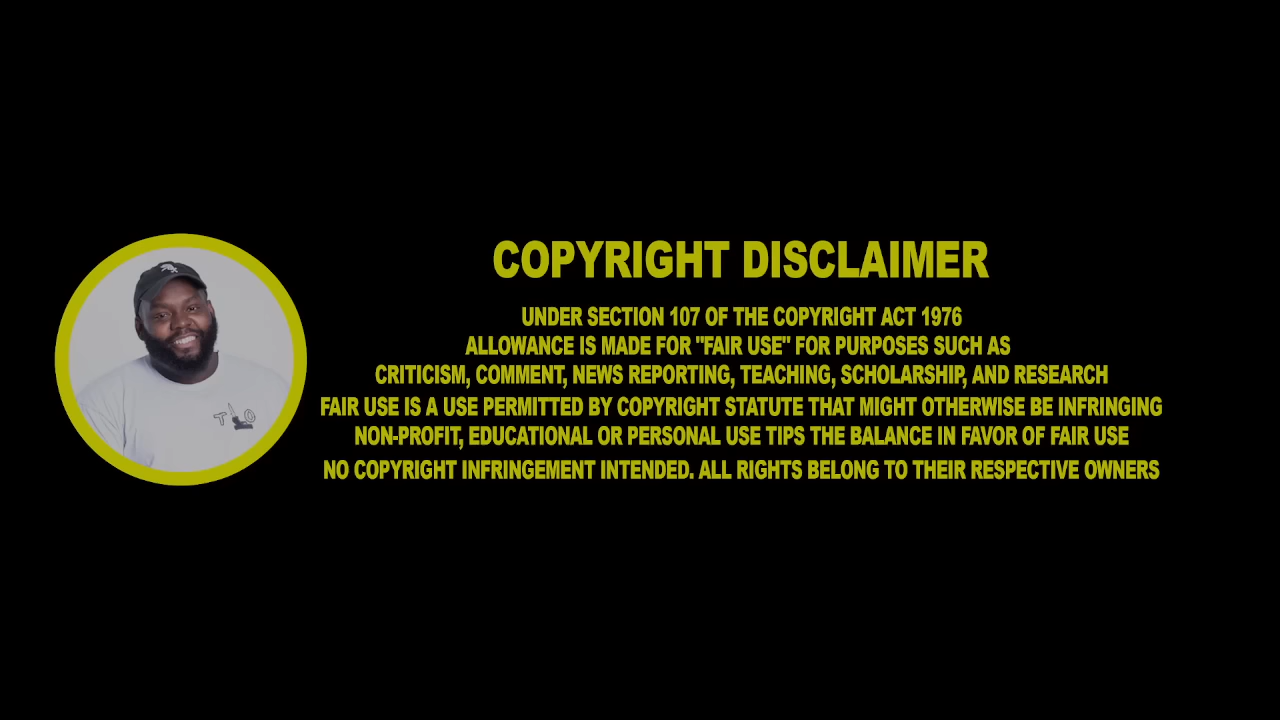 COPYRIGHT DISCLAIMER
UNDER SECTION 107 OF THE COPYRIGHT ACT 1976
ALLOWANCE IS MADE FOR "FAIR USE" FOR PURPOSES SUCH AS
CRITICISM, COMMENT, NEWS REPORTING, TEACHING, SCHOLARSHIP, AND RESEARCH
FAIR USE IS A USE PERMITTED BY COPYRIGHT STATUTE THAT MIGHT OTHERWISE BE INFRINGING
NON-PROFIT, EDUCATIONAL OR PERSONAL USE TIPS THE BALANCE IN FAVOR OF FAIR USE
NO COPYRIGHT INFRINGEMENT INTENDED. ALL RIGHTS BELONG TO THEIR RESPECTIVE OWNERS